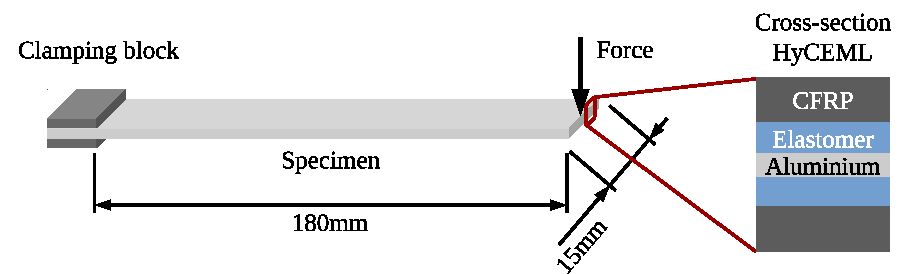 Cross-section
HyCEML
Clamping block
Force
CFRP
Elastomer
Aluminium
Specimen
180mm
15mm